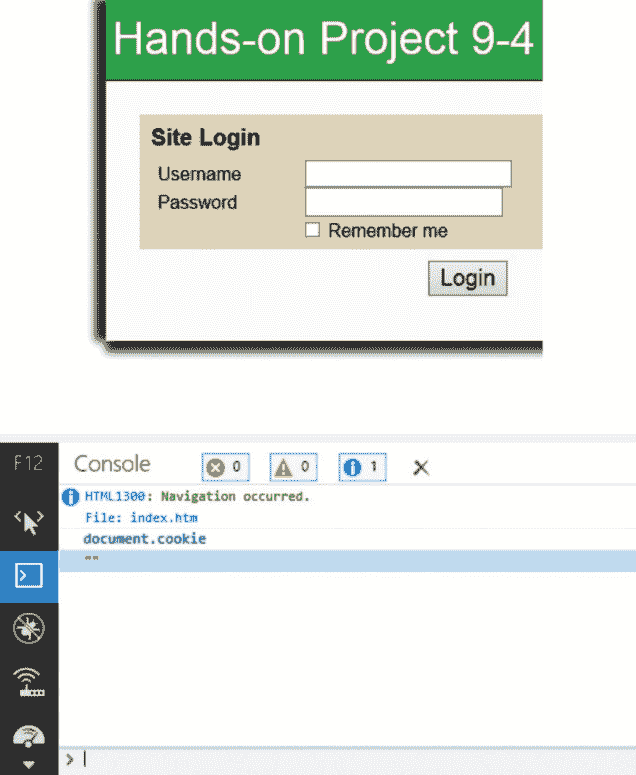 Hands-on Project 9-4
Site Login
Username
Password
Remember me
Login
F12 Console 0 0 1
HTML1300: Navigation occurred.
File: index.htm
document.cookie
""